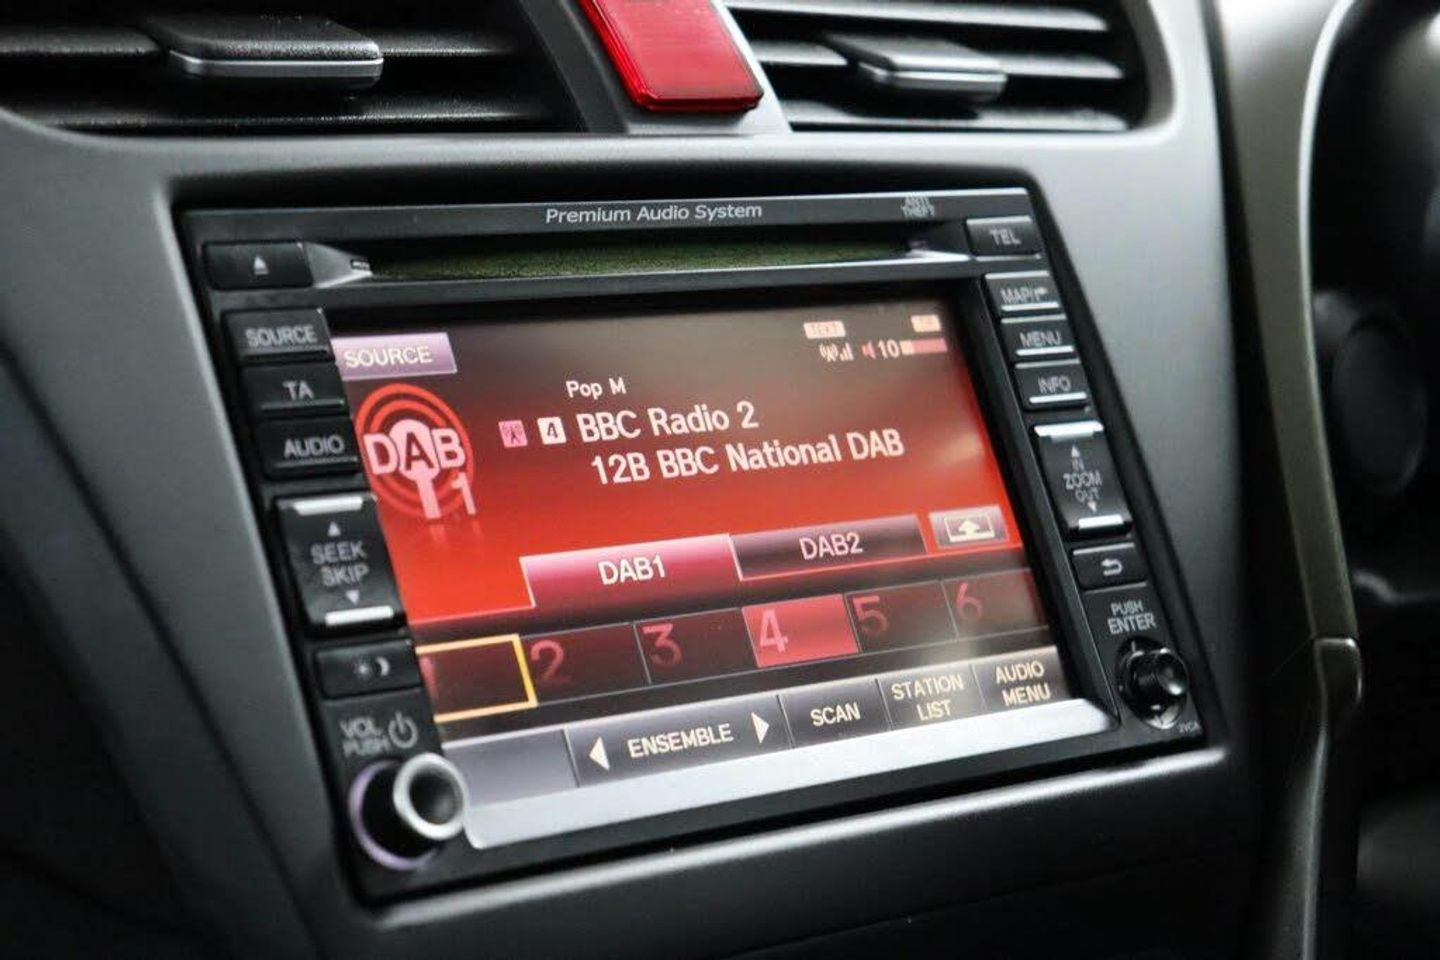 Premium Audio System
ANTI
THEFT
TEL
SOURCE
MAP/
SOURCE
TEXT
10
MENU
TA
Pop M
4 BBC Radio 2
INFO
AUDIO
DAB
1
12B BBC National DAB
IN
ZOOM
OUT
SEEK
SKIP
DAB1
DAB2
1 2 3 4 5 6
PUSH
ENTER
VOL
PUSH
ENSEMBLE
SCAN
STATION
LIST
AUDIO
MENU